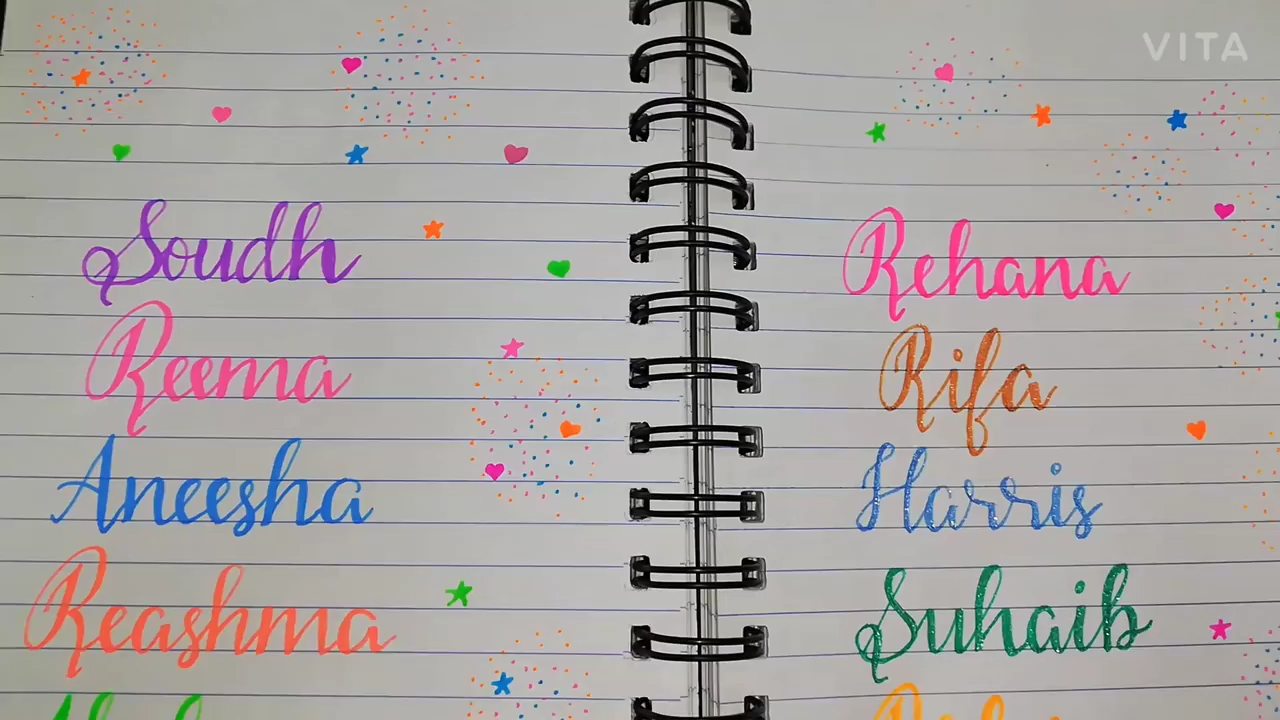 VITA
Soudh
Reema
Aneesha
Reashma
Rehana
Rifa
Harris
Suhaib